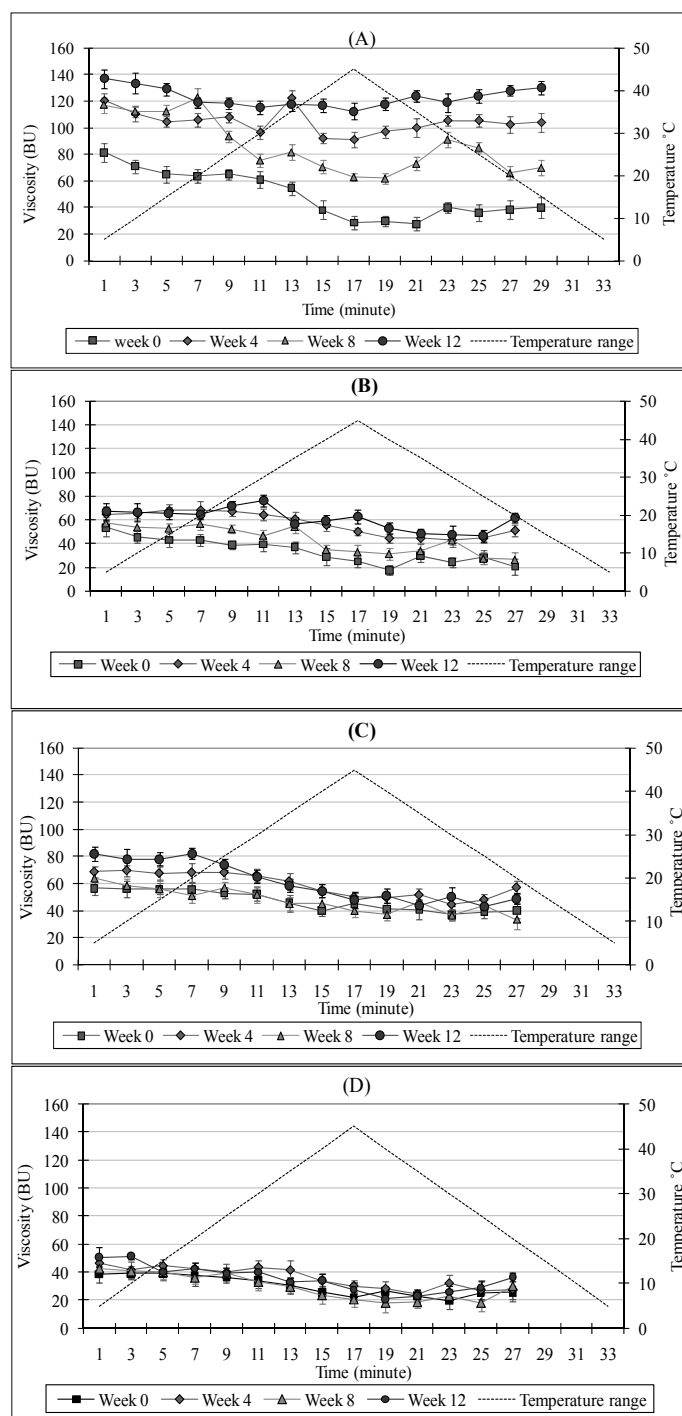 (A)
160 50
140
40
120
100 30
80
60 20
40 10
20
0 0
Viscosity (BU)
Temperature ˚C
1 3 5 7 9 11 13 15 17 19 21 23 25 27 29 31 33
Time (minute)
week 0 Week 4 Week 8 Week 12 Temperature range
(B)
160 50
140
40
120
100 30
80
60 20
40 10
20
0 0
Viscosity (BU)
Temperature ˚C
1 3 5 7 9 11 13 15 17 19 21 23 25 27 29 31 33
Time (minute)
Week 0 Week 4 Week 8 Week 12 Temperature range
(C)
160 50
140
40
120
100 30
80
60 20
40 10
20
0 0
Viscosity (BU)
Temperature ˚C
1 3 5 7 9 11 13 15 17 19 21 23 25 27 29 31 33
Time (minute)
Week 0 Week 4 Week 8 Week 12 Temperature range
(D)
160 50
140
40
120
100 30
80
60 20
40 10
20
0 0
Viscosity (BU)
Temperature ˚C
1 3 5 7 9 11 13 15 17 19 21 23 25 27 29 31 33
Time (minute)
Week 0 Week 4 Week 8 Week 12 Temperature range